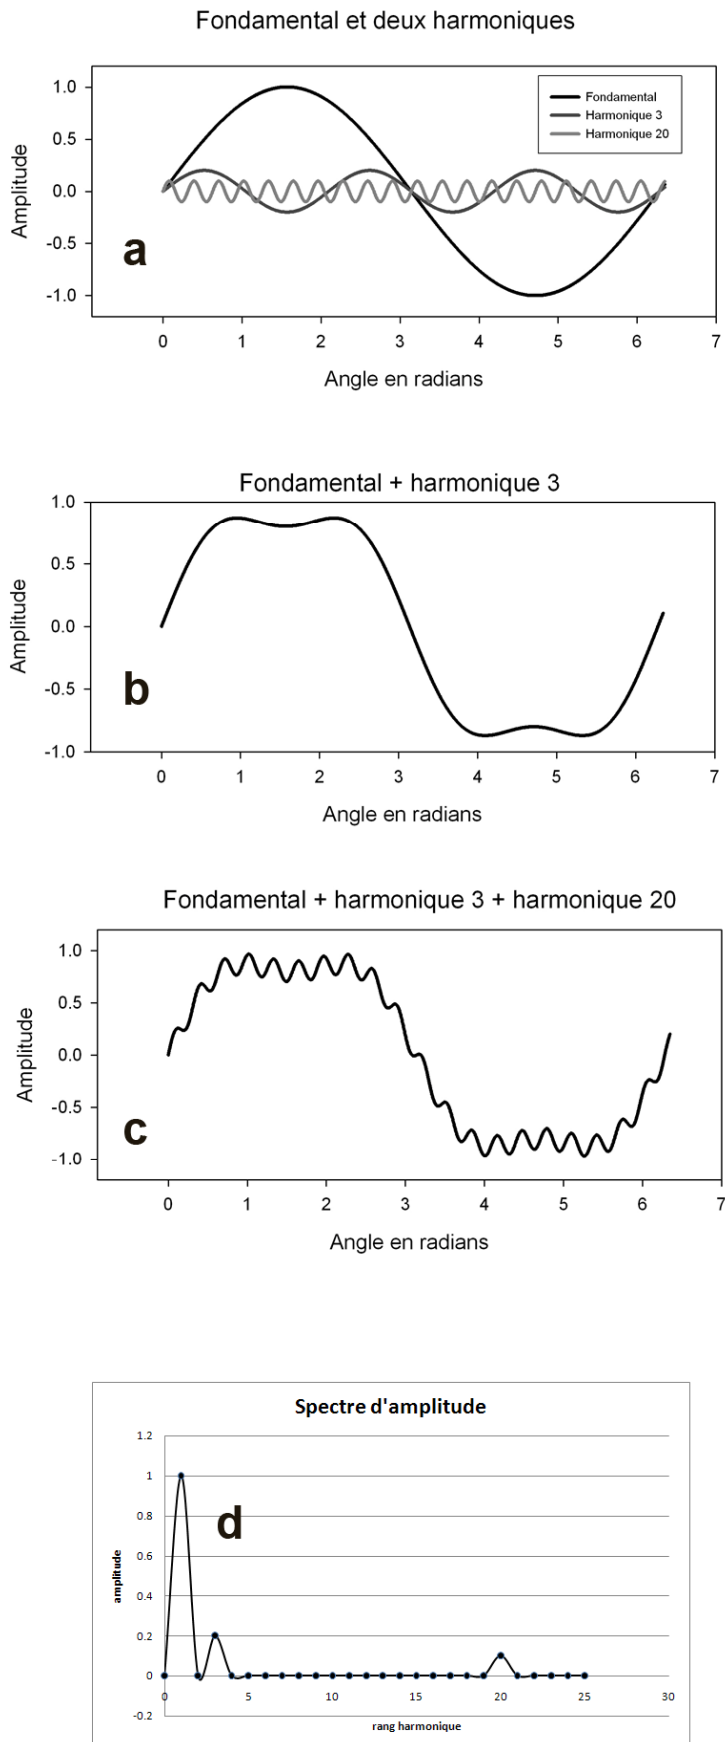 Fondamental et deux harmoniques
1.0
0.5
0.0
-0.5
-1.0
Amplitude
Fondamental
Harmonique 3
Harmonique 20
a
0 1 2 3 4 5 6 7
Angle en radians
Fondamental + harmonique 3
1.0
0.5
0.0
-0.5
-1.0
Amplitude
b
0 1 2 3 4 5 6 7
Angle en radians
Fondamental + harmonique 3 + harmonique 20
1.0
0.5
0.0
-0.5
-1.0
Amplitude
c
0 1 2 3 4 5 6 7
Angle en radians
Spectre d'amplitude
1.2
1
0.8
0.6
0.4
0.2
0
-0.2
amplitude
d
0 5 10 15 20 25 30
rang harmonique